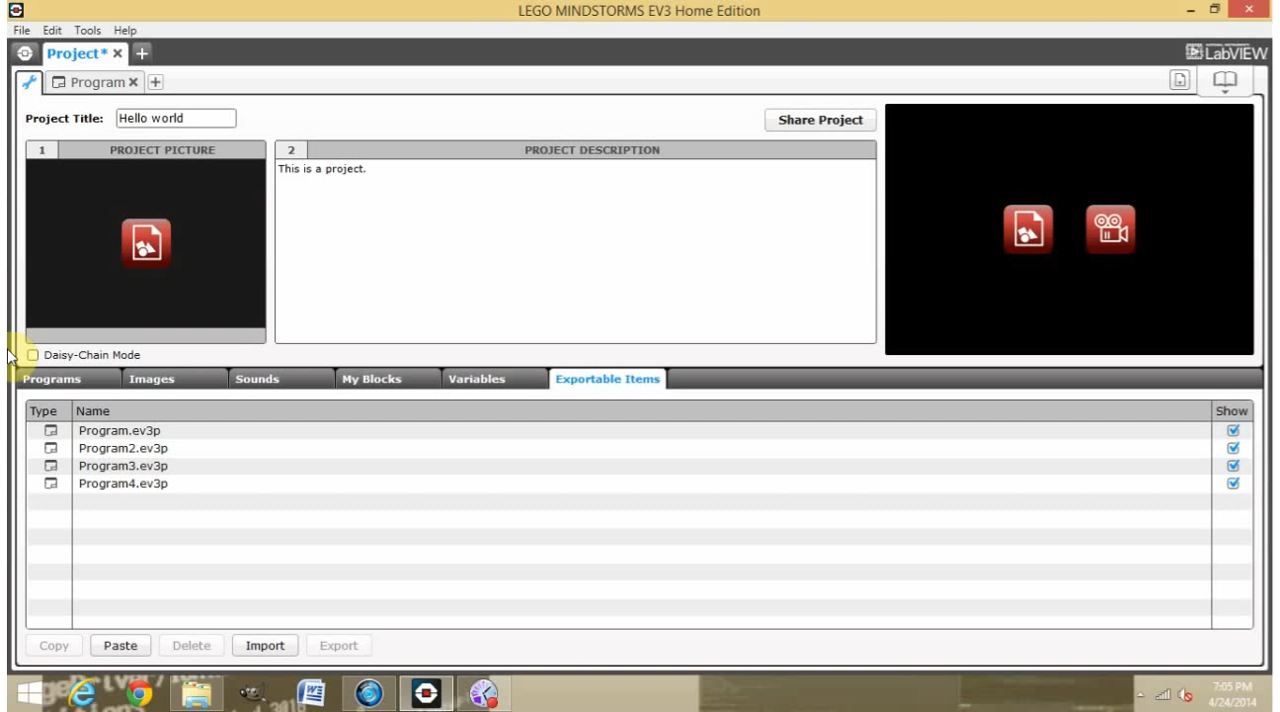 LEGO MINDSTORMS EV3 Home Edition
File Edit Tools Help
Project* LabVIEW
Program
Project Title: Hello world Share Project
1 PROJECT PICTURE 2 PROJECT DESCRIPTION
This is a project.
Daisy-Chain Mode
Programs Images Sounds My Blocks Variables Exportable Items
Type Name Show
Program.ev3p
Program2.ev3p
Program3.ev3p
Program4.ev3p
Copy Paste Delete Import Export
7:05 PM
4/24/2014